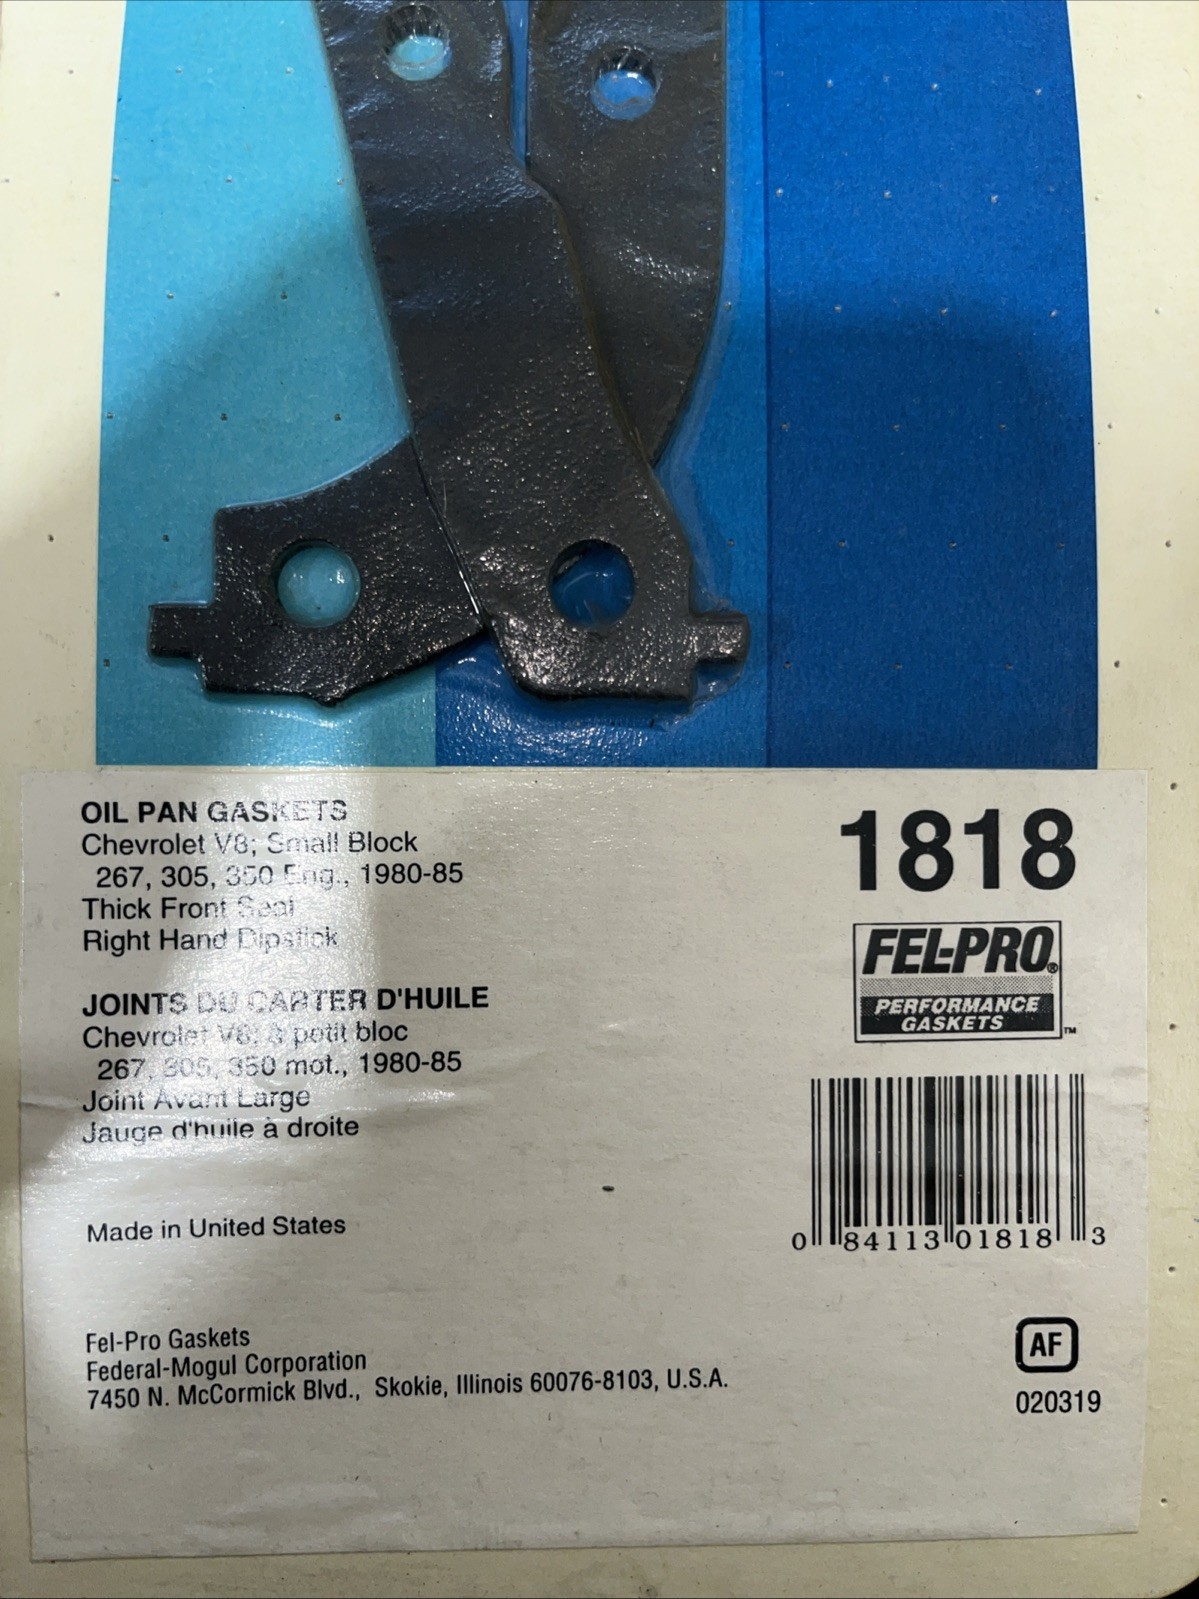 OIL PAN GASKETS
Chevrolet V8; Small Block
267, 305, 350 Eng., 1980-85
Thick Front Seal
Right Hand Dipstick
JOINTS DU CARTER D'HUILE
Chevrolet V8: à petit bloc
267, 305, 350 mot., 1980-85
Joint Avant Large
Jauge d'huile à droite
Made in United States
Fel-Pro Gaskets
Federal-Mogul Corporation
7450 N. McCormick Blvd., Skokie, Illinois 60076-8103, U.S.A.
1818
FEL-PRO®
PERFORMANCE
GASKETS™
0 84113 01818 3
AF
020319